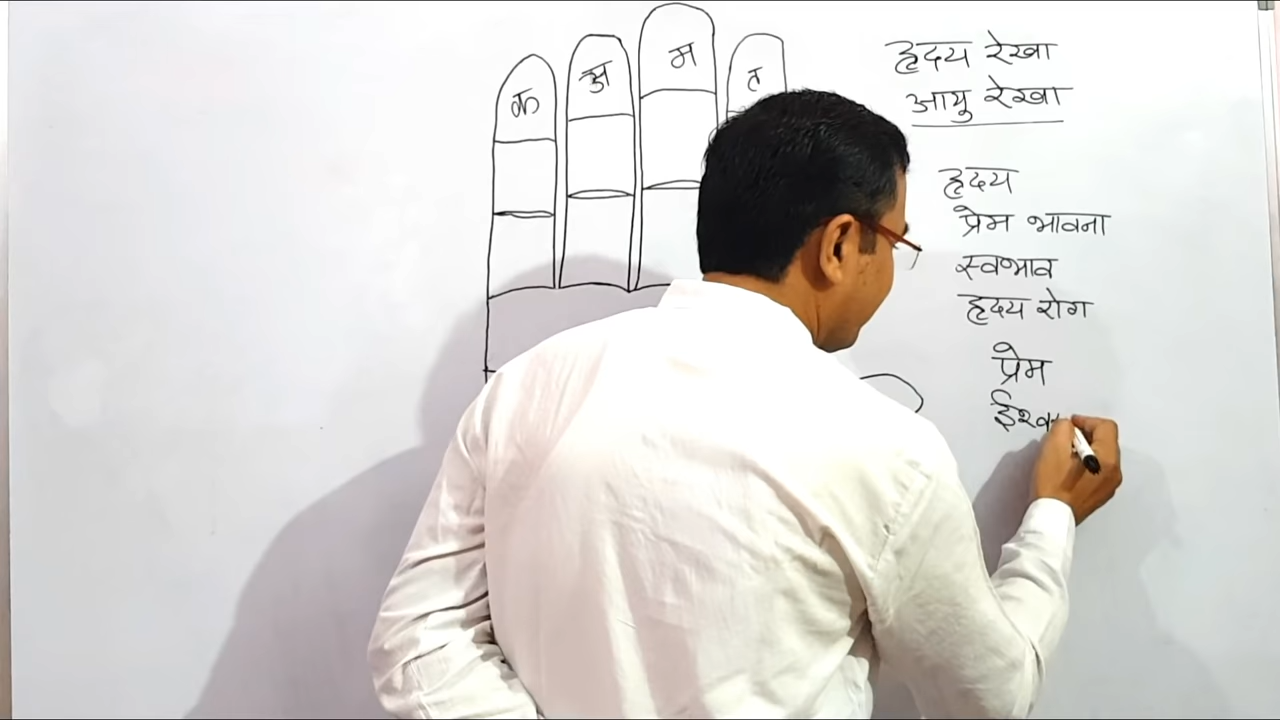 क
अ
म
त
हृदय रेखा
आयु रेखा
हृदय
प्रेम भावना
स्वभाव
हृदय रोग
प्रेम